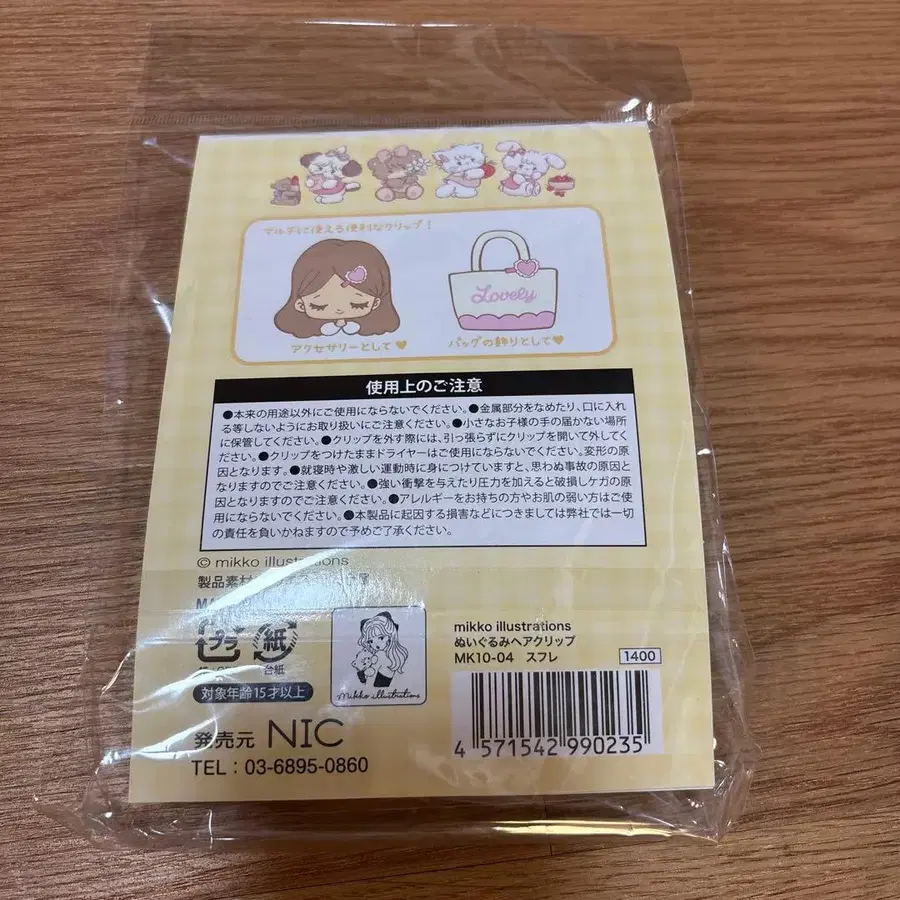 マルチに使える便利なクリップ！
Lovely
アクセサリーとして♥
バッグの飾りとして♥
使用上のご注意
●本来の用途以外にご使用にならないでください。●金属部分をなめたり、口に入れ
る等しないようにお取り扱いにご注意ください。●小さなお子様の手の届かない場所
に保管してください。●クリップを外す際には、引っ張らずにクリップを開いて外してく
ださい。●クリップをつけたままドライヤーはご使用にならないでください。変形の原
因となります。●就寝時や激しい運動時に身につけていますと、思わぬ事故の原因と
なりますのでご注意ください。●強い衝撃を与えたり圧力を加えると破損しケガの原
因となりますのでご注意ください。●アレルギーをお持ちの方やお肌の弱い方はご使
用にならないでください。●本製品に起因する損害などにつきましては弊社では一切
の責任を負いかねますので予めご了承ください。
© mikko illustrations
製品素材
プラ
紙
台紙
Mikko illustrations
対象年齢15才以上
発売元 NIC
TEL : 03-6895-0860
mikko illustrations
ぬいぐるみヘアクリップ
MK10-04 スフレ
1400
4 571542 990235